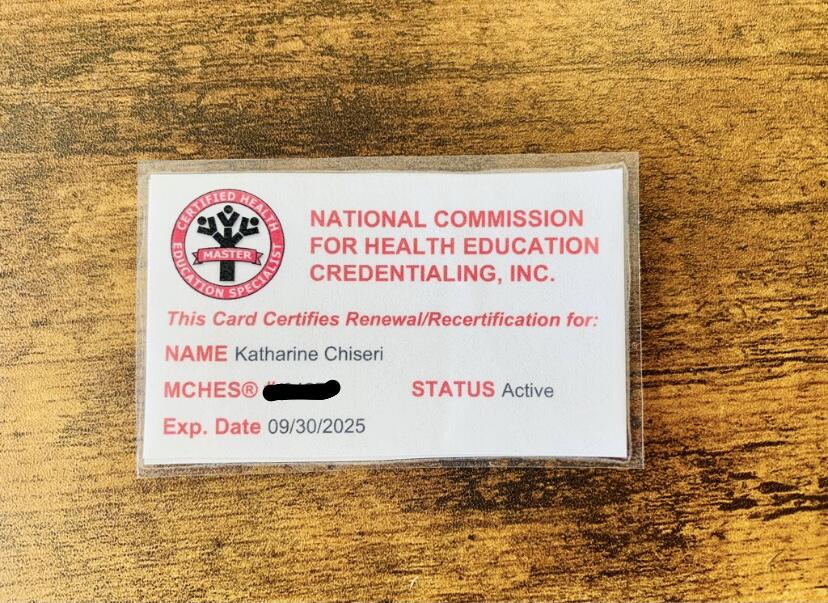 CERTIFIED HEALTH EDUCATION SPECIALIST
MASTER
NATIONAL COMMISSION
FOR HEALTH EDUCATION
CREDENTIALING, INC.
This Card Certifies Renewal/Recertification for:
NAME Katharine Chiseri
MCHES® #
STATUS Active
Exp. Date 09/30/2025